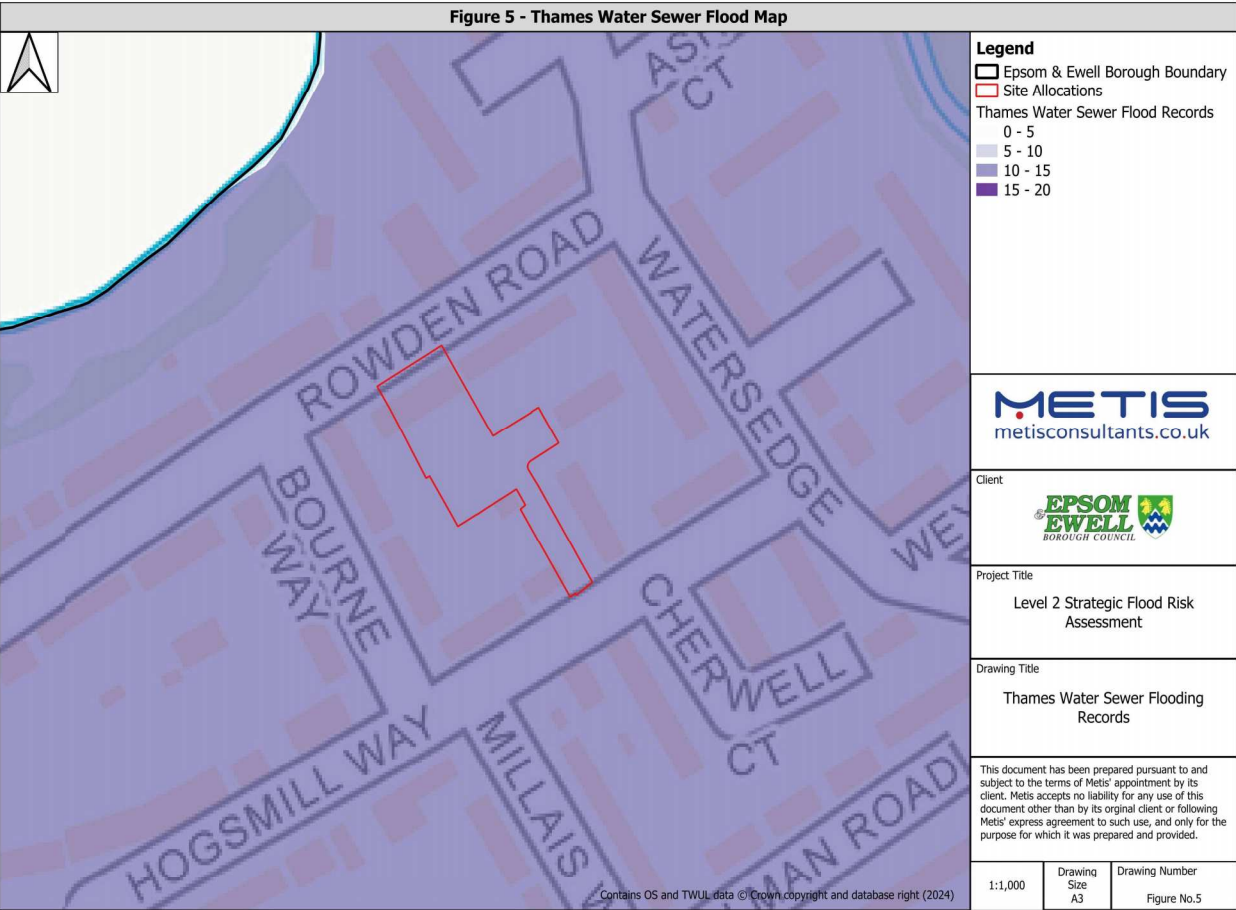 Figure 5 - Thames Water Sewer Flood Map
ROWDEN ROAD
WATERSEDGE
BOURNE
WAY
HOGSMILL WAY
MILLAIS
CHERWELL
CT
CT
MAN ROAD
WEY
Contains OS and TWUL data © Crown copyright and database right (2024)
Legend
Epsom & Ewell Borough Boundary
Site Allocations
Thames Water Sewer Flood Records
0 - 5
5 - 10
10 - 15
15 - 20
METIS
metisconsultants.co.uk
Client
EPSOM
& EWELL
BOROUGH COUNCIL
Project Title
Level 2 Strategic Flood Risk
Assessment
Drawing Title
Thames Water Sewer Flooding
Records
This document has been prepared pursuant to and
subject to the terms of Metis' appointment by its
client. Metis accepts no liability for any use of this
document other than by its orginal client or following
Metis' express agreement to such use, and only for the
purpose for which it was prepared and provided.
1:1,000
Drawing
Size
A3
Drawing Number
Figure No.5